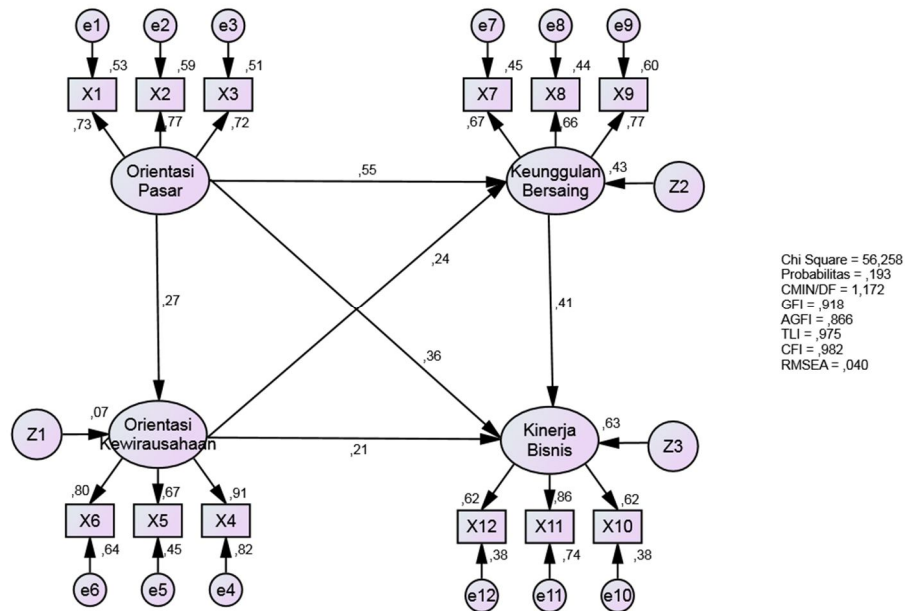 e1 e2 e3 e7 e8 e9
,53 ,59 ,51 ,45 ,44 ,60
X1 X2 X3 X7 X8 X9
,73 ,77 ,72 ,67 ,66 ,77
Orientasi
Pasar
,55
Keunggulan
Bersaing
,43
Z2
,24
,27
,36
,41
Chi Square = 56,258
Probabilitas = ,193
CMIN/DF = 1,172
GFI = ,918
AGFI = ,866
TLI = ,975
CFI = ,982
RMSEA = ,040
Z1
,07
Orientasi
Kewirausahaan
,21
Kinerja
Bisnis
,63
Z3
,80 ,67 ,91 ,62 ,86 ,62
X6 X5 X4 X12 X11 X10
,64 ,45 ,82 ,38 ,74 ,38
e6 e5 e4 e12 e11 e10